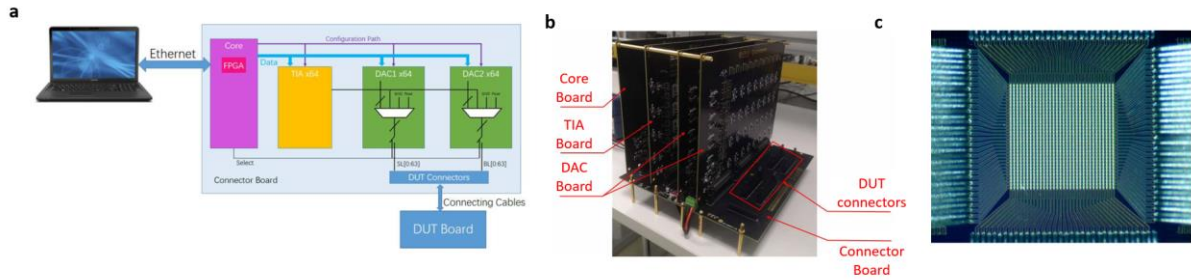 a
Ethernet
Core
FPGA
Configuration Path
Data
TIA x64
DAC1 x64
DAC2 x64
Select
SL[0:63]
BL[0:63]
Connector Board
DUT Connectors
Connecting Cables
DUT Board
b
Core
Board
TIA
Board
DAC
Board
DUT
connectors
Connector
Board
c